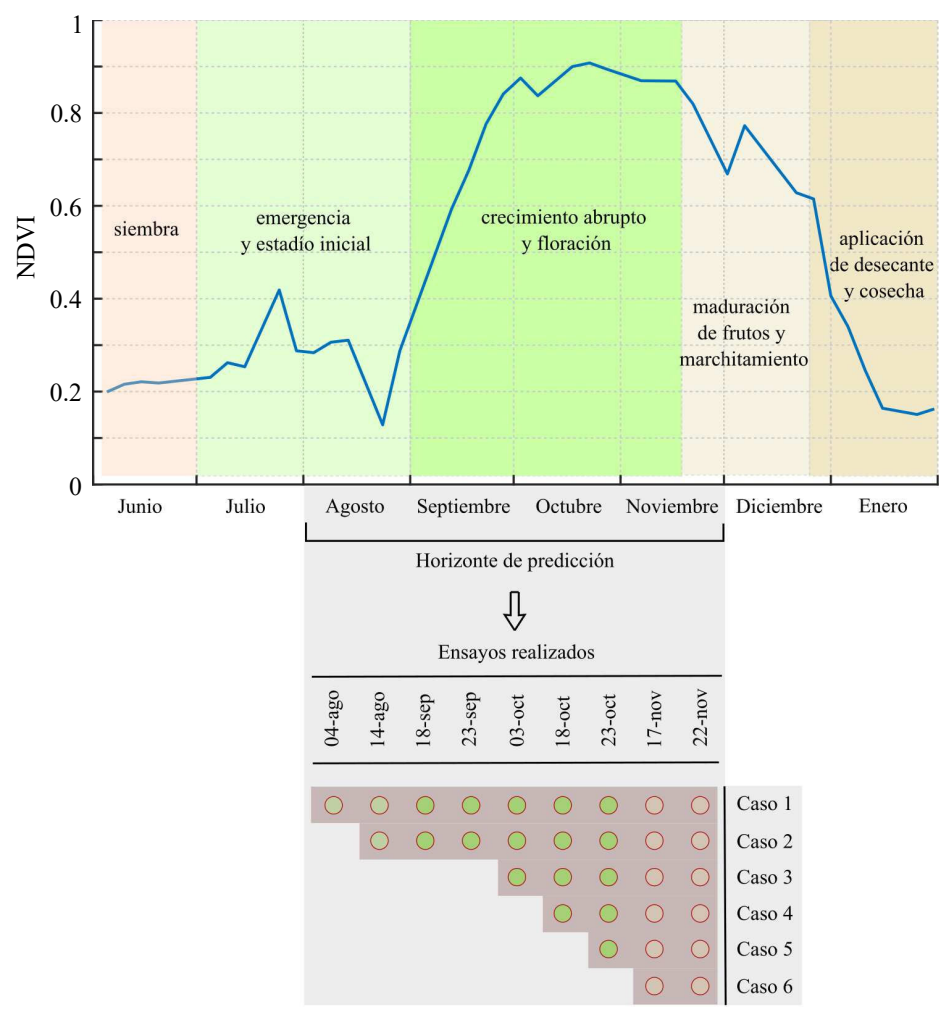 1
0.8
0.6
0.4
0.2
0
NDVI
siembra
emergencia
y estadío inicial
crecimiento abrupto
y floración
maduración
de frutos y
marchitamiento
aplicación
de desecante
y cosecha
Junio Julio Agosto Septiembre Octubre Noviembre Diciembre Enero
Horizonte de predicción
Ensayos realizados
04-ago 14-ago 18-sep 23-sep 03-oct 18-oct 23-oct 17-nov 22-nov
Caso 1
Caso 2
Caso 3
Caso 4
Caso 5
Caso 6